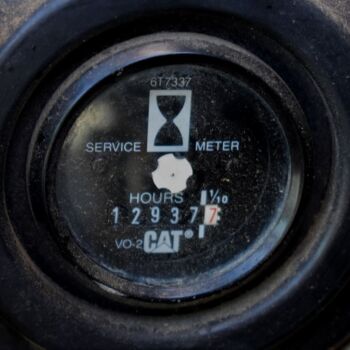 6T7337
SERVICE METER
HOURS 1/10
129377
VO-2 CAT®